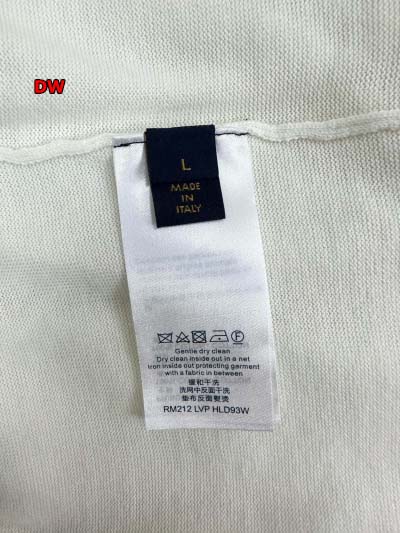 DW
L
MADE
IN
ITALY
Gentle dry clean
Dry clean inside out in a net
Iron inside out protecting garment
with a fabric in between
缓和干洗
洗网中反面干洗
垫布反面熨烫
RM212 LVP HLD93W